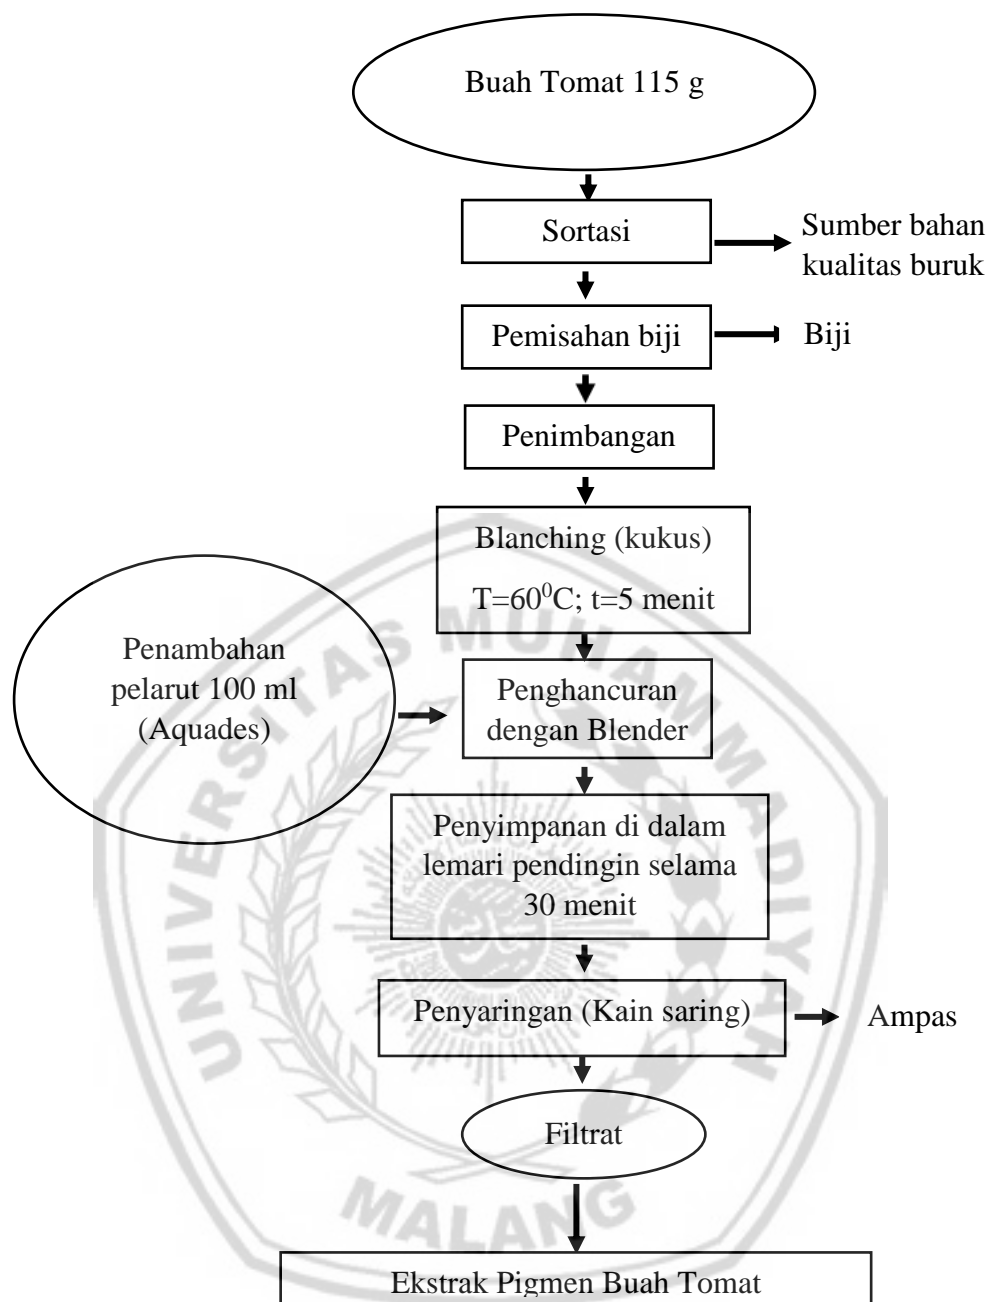 Buah Tomat 115 g
Sortasi
Sumber bahan
kualitas buruk
Pemisahan biji
Biji
Penimbangan
Blanching (kukus)
T=60⁰C; t=5 menit
Penambahan
pelarut 100 ml
(Aquades)
Penghancuran
dengan Blender
Penyimpanan di dalam
lemari pendingin selama
30 menit
Penyaringan (Kain saring)
Ampas
Filtrat
Ekstrak Pigmen Buah Tomat
UNIVERSITAS MUHAMMADIYAH
MALANG